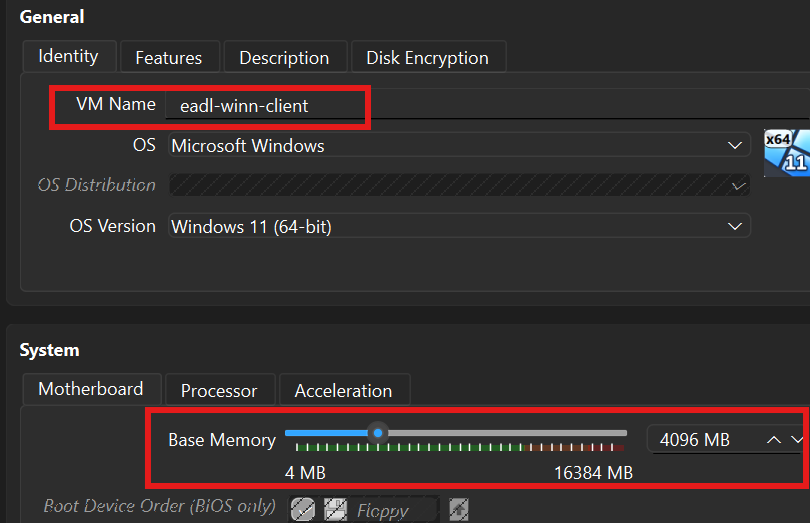 General
Identity Features Description Disk Encryption
VM Name eadl-winn-client
OS Microsoft Windows
x64
11
OS Distribution
OS Version Windows 11 (64-bit)
System
Motherboard Processor Acceleration
Base Memory 4096 MB
4 MB 16384 MB
Root Device Order (BiOS only) Floppy